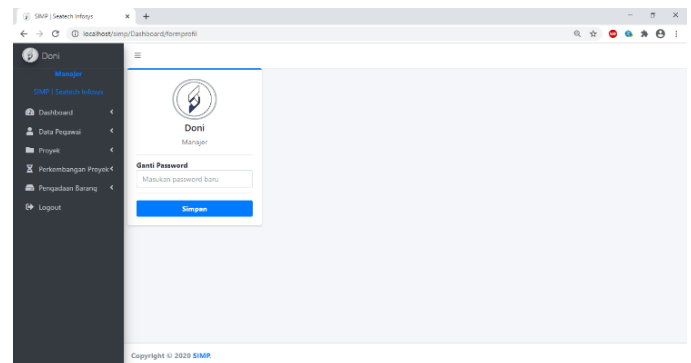 SIMP | Seatech Infosys
localhost/simp/Dashboard/formprofil
Doni
Manajer
SIMP | Seatech Infosys
Dashboard
Data Pegawai
Proyek
Perkembangan Proyek
Pengadaan Barang
Logout
Doni
Manajer
Ganti Password
Masukan password baru
Simpan
Copyright © 2020 SIMP.